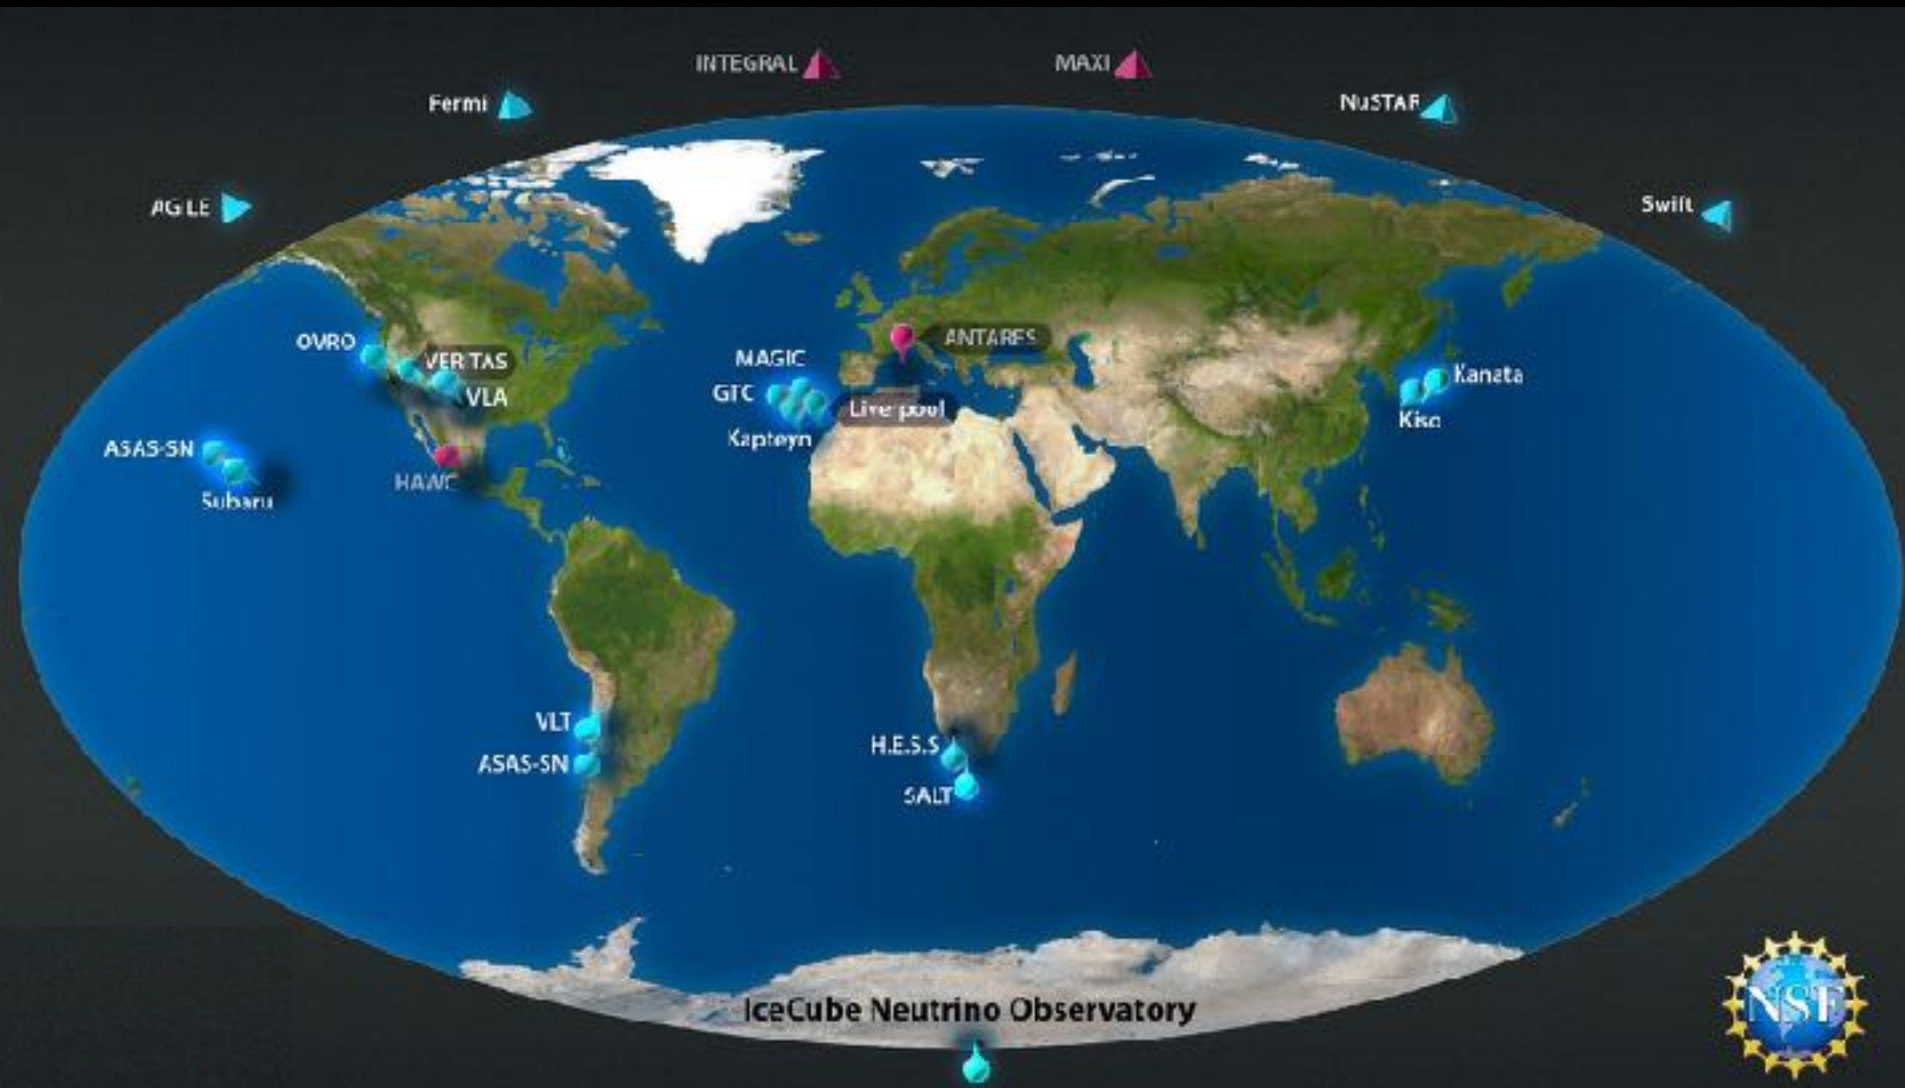 INTEGRAL
MAXI
Fermi
NuSTAR
AGILE
Swift
OVRO
VERITAS
VLA
ANTARES
MAGIC
GTC
Liverpool
Kapteyn
Kanata
Kiso
ASAS-SN
Subaru
HAWC
VLT
ASAS-SN
H.E.S.S
SALT
IceCube Neutrino Observatory
NSF